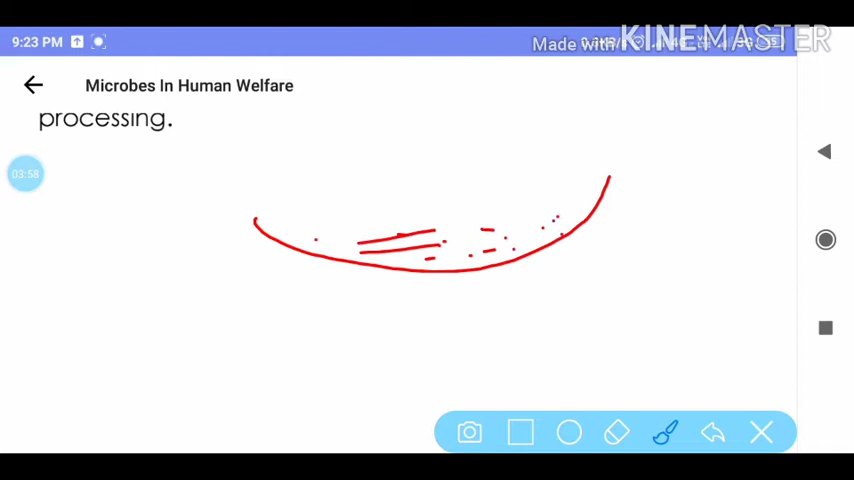 9:23 PM
Made with KINEMASTER
Microbes In Human Welfare
processing.
03:58